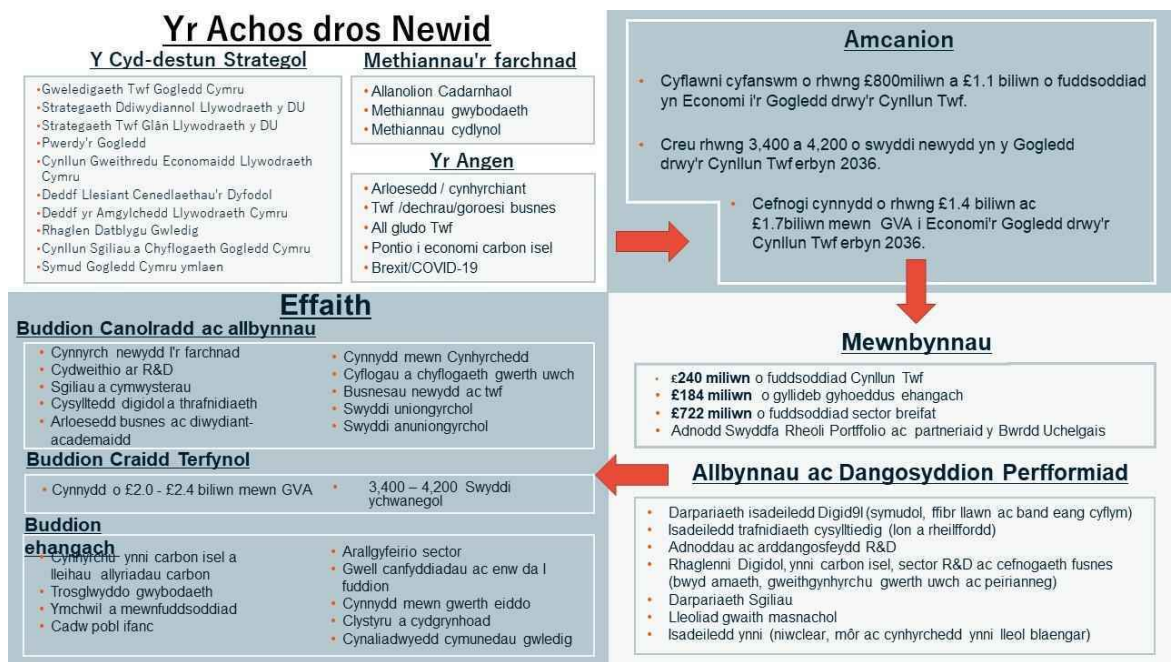 Yr Achos dros Newid
Y Cyd-destun Strategol
•Gweledigaeth Twf Gogledd Cymru
•Strategaeth Ddiwydiannol Llywodraeth y DU
•Strategaeth Twf Glân Llywodraeth y DU
•Pwerdy'r Gogledd
•Cynllun Gweithredu Economaidd Llywodraeth
Cymru
•Deddf Llesiant Cenedlaethau'r Dyfodol
•Deddf yr Amgylchedd Llywodraeth Cymru
•Rhaglen Datblygu Gwledig
•Cynllun Sgiliau a Chyflogaeth Gogledd Cymru
•Symud Gogledd Cymru ymlaen
Methiannau'r farchnad
• Allanolion Cadarnhaol
• Methiannau gwybodaeth
• Methiannau cydlynol
Yr Angen
• Arloesedd / cynhyrchiant
• Twf /dechrau/goroesi busnes
• All gludo Twf
• Pontio i economi carbon isel
• Brexit/COVID-19
Amcanion
• Cyflawni cyfanswm o rhwng £800miliwn a £1.1 biliwn o fuddsoddiad
yn Economi i'r Gogledd drwy'r Cynllun Twf.
• Creu rhwng 3,400 a 4,200 o swyddi newydd yn y Gogledd
drwy'r Cynllun Twf erbyn 2036.
• Cefnogi cynnydd o rhwng £1.4 biliwn ac
£1.7biliwn mewn GVA i Economi'r Gogledd drwy'r
Cynllun Twf erbyn 2036.
Mewnbynnau
• £240 miliwn o fuddsoddiad Cynllun Twf
• £184 miliwn o gyllideb gyhoeddus ehangach
• £722 miliwn o fuddsoddiad sector breifat
• Adnodd Swyddfa Rheoli Portffolio ac partneriaid y Bwrdd Uchelgais
Allbynnau ac Dangosyddion Perfformiad
• Darpariaeth isadeiledd Digid9l (symudol, ffibr llawn ac band eang cyflym)
• Isadeiledd trafnidiaeth cysylltiedig (lon a rheilffordd)
• Adnoddau ac arddangosfeydd R&D
• Rhaglenni Digidol, ynni carbon isel, sector R&D ac cefnogaeth fusnes
(bwyd amaeth, gweithgynhyrchu gwerth uwch ac peirianneg)
• Darpariaeth Sgiliau
• Lleoliad gwaith masnachol
• Isadeiledd ynni (niwclear, môr ac cynhyrchedd ynni lleol blaengar)
Effaith
Buddion Canolradd ac allbynnau
• Cynnyrch newydd I'r farchnad
• Cydweithio ar R&D
• Sgiliau a cymwysterau
• Cysylltedd digidol a thrafnidiaeth
• Arloesedd busnes ac diwydiant-
academaidd
• Cynnydd mewn Cynhyrchedd
• Cyflogau a chyflogaeth gwerth uwch
• Busnesau newydd ac twf
• Swyddi uniongyrchol
• Swyddi anuniongyrchol
Buddion Craidd Terfynol
• Cynnydd o £2.0 - £2.4 biliwn mewn GVA
• 3,400 – 4,200 Swyddi
ychwanegol
Buddion
ehangach
• Cynhyrchu ynni carbon isel a
lleihau allyriadau carbon
• Trosglwyddo gwybodaeth
• Ymchwil a mewnfuddsoddiad
• Cadw pobl ifanc
• Arallgyfeirio sector
• Gwell canfyddiadau ac enw da I
fuddion
• Cynnydd mewn gwerth eiddo
• Clystyru a cydgrynhoad
• Cynaliadwyedd cymunedau gwledig